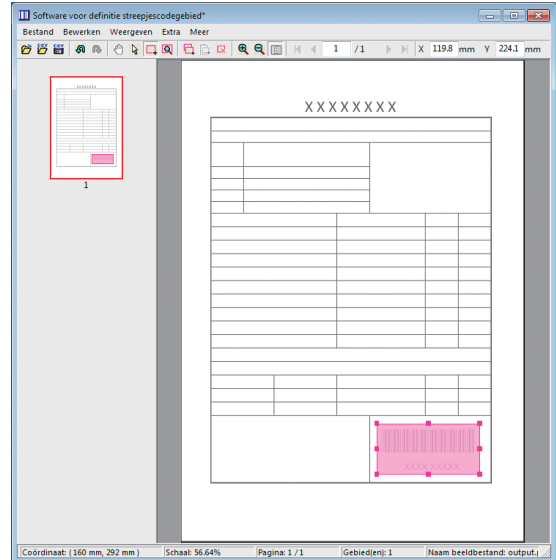 Software voor definitie streepjescodegebied*
Bestand Bewerken Weergeven Extra Meer
CSV CSV 1 /1 X 119.8 mm Y 224.1 mm
XXXXXXXX
1
XXXX XXXXX
Coördinaat: ( 160 mm, 292 mm ) Schaal: 56.64% Pagina: 1 / 1 Gebied(en): 1 Naam beeldbestand: output.